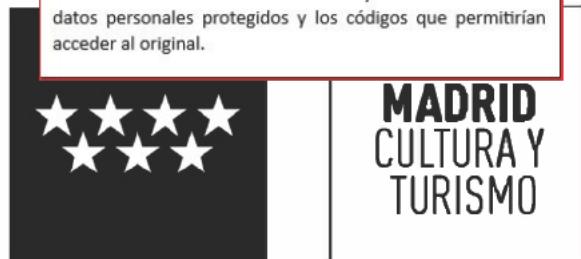 datos personales protegidos y los códigos que permitirían
acceder al original.
MADRID
CULTURA Y
TURISMO